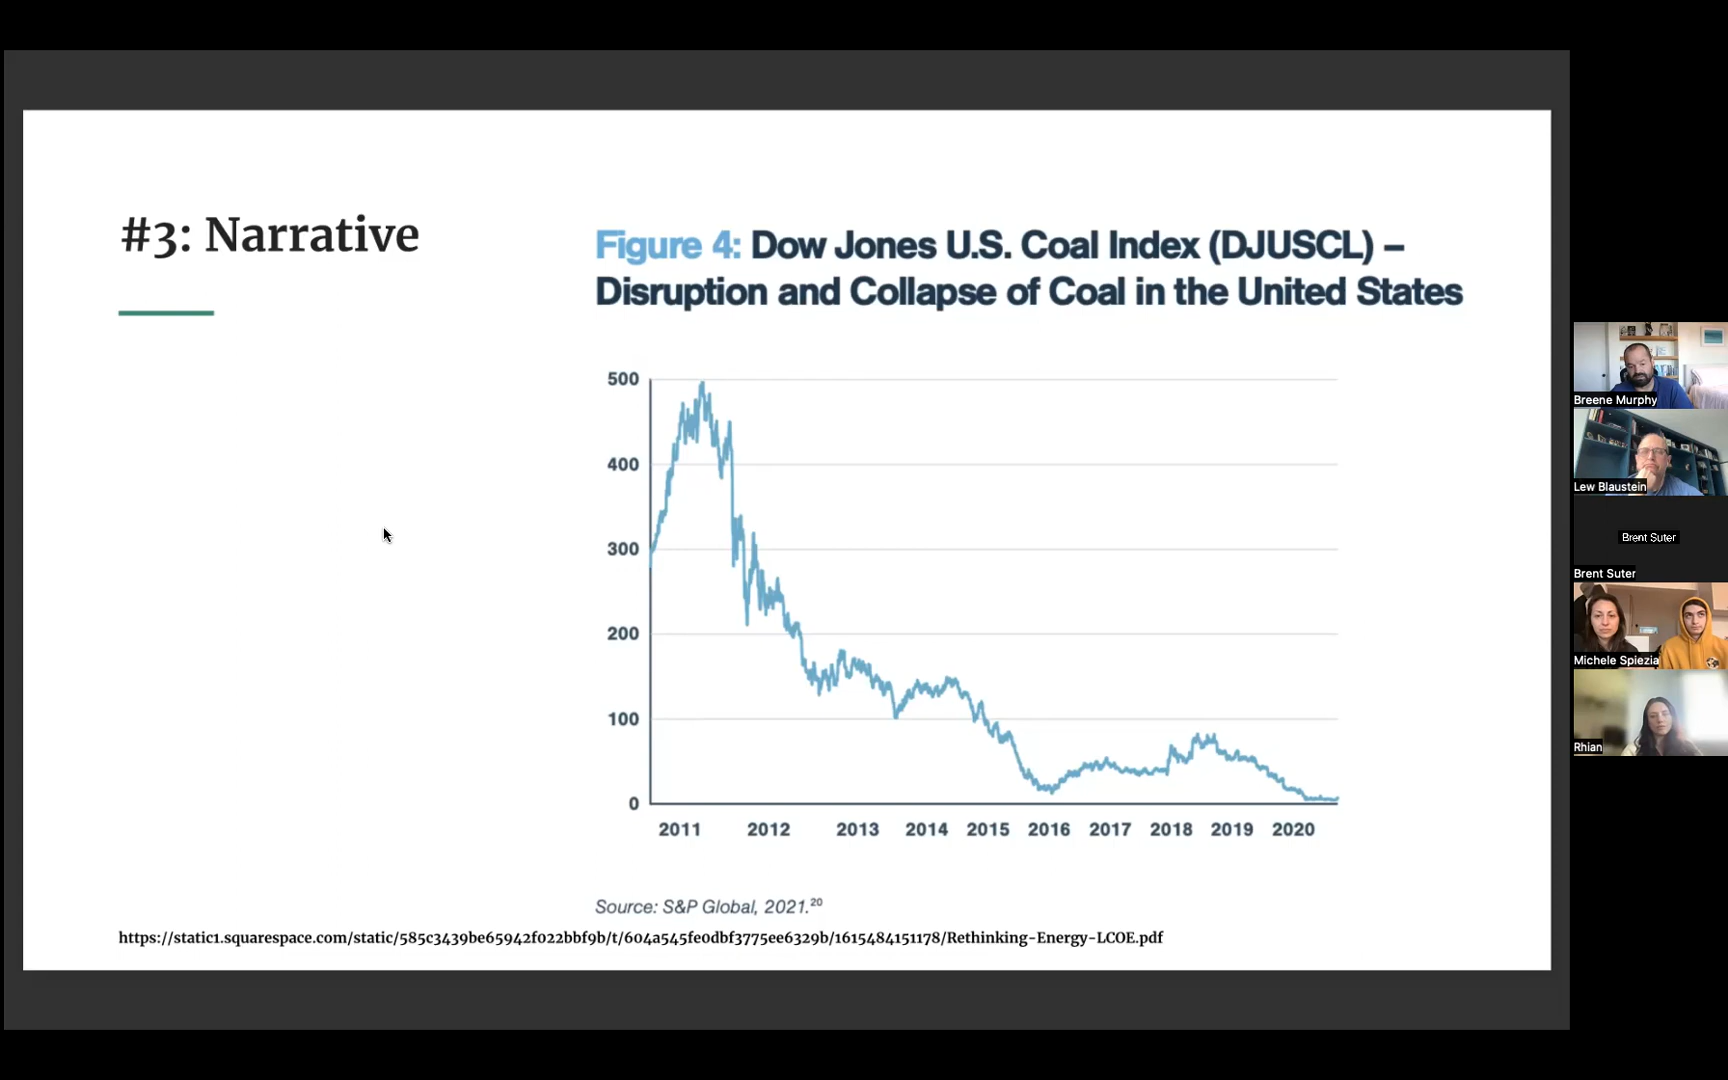 #3: Narrative
Figure 4: Dow Jones U.S. Coal Index (DJUSCL) –
Disruption and Collapse of Coal in the United States
500
400
300
200
100
0
2011 2012 2013 2014 2015 2016 2017 2018 2019 2020
Source: S&P Global, 2021.²⁰
https://static1.squarespace.com/static/585c3439be65942f022bbf9b/t/604a545fe0dbf3775ee6329b/1615484151178/Rethinking-Energy-LCOE.pdf
Breene Murphy
Lew Blaustein
Brent Suter
Brent Suter
Michele Spiezia
Rhian